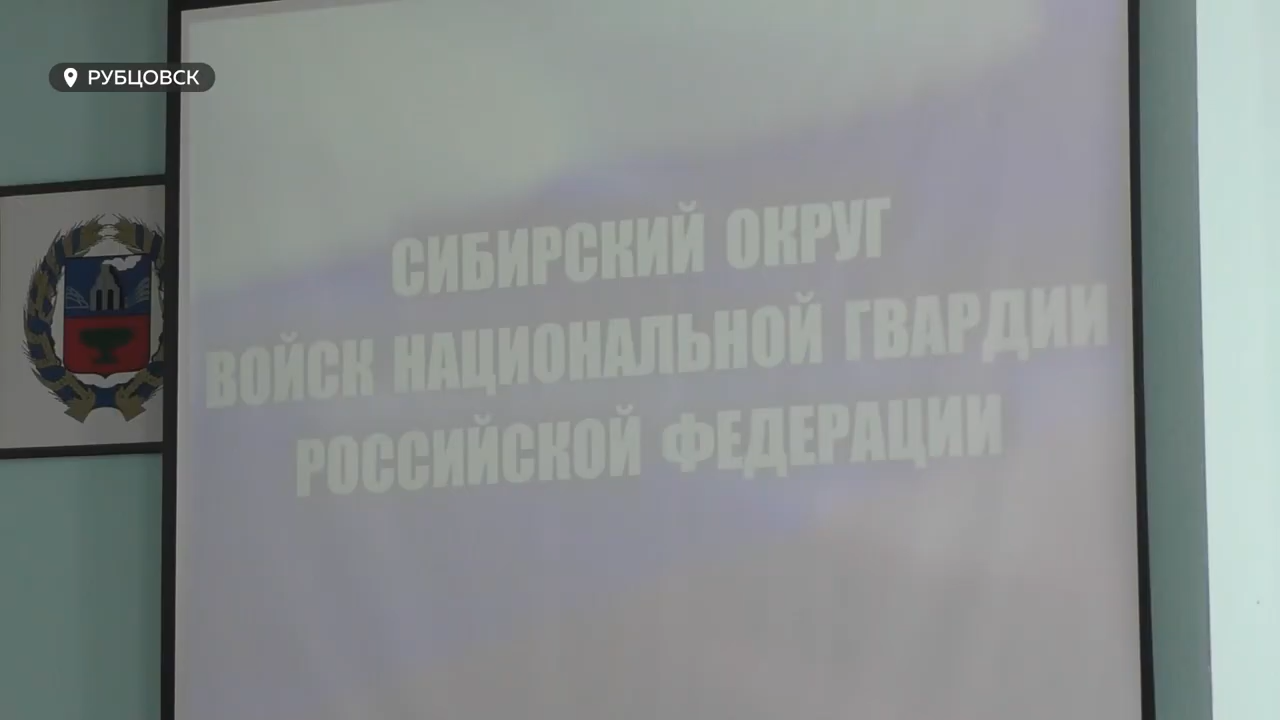 РУБЦОВСК
СИБИРСКИЙ ОКРУГ
ВОЙСК НАЦИОНАЛЬНОЙ ГВАРДИИ
РОССИЙСКОЙ ФЕДЕРАЦИИ